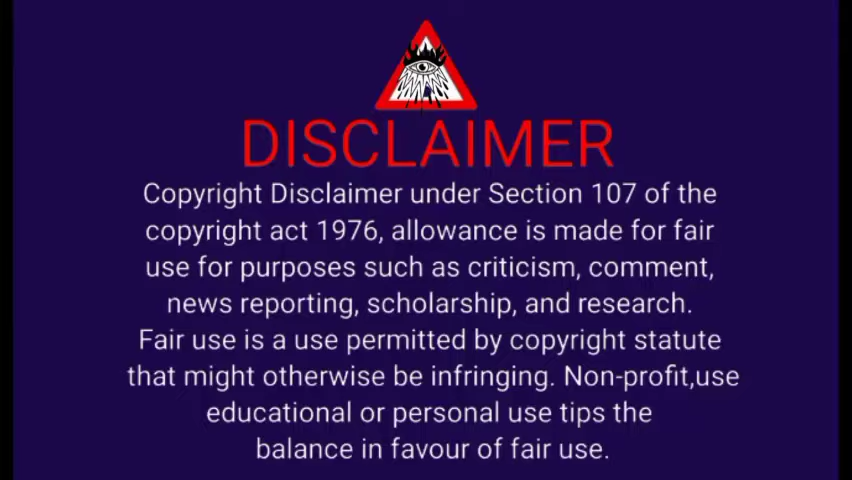 DISCLAIMER
Copyright Disclaimer under Section 107 of the
copyright act 1976, allowance is made for fair
use for purposes such as criticism, comment,
news reporting, scholarship, and research.
Fair use is a use permitted by copyright statute
that might otherwise be infringing. Non-profit,use
educational or personal use tips the
balance in favour of fair use.